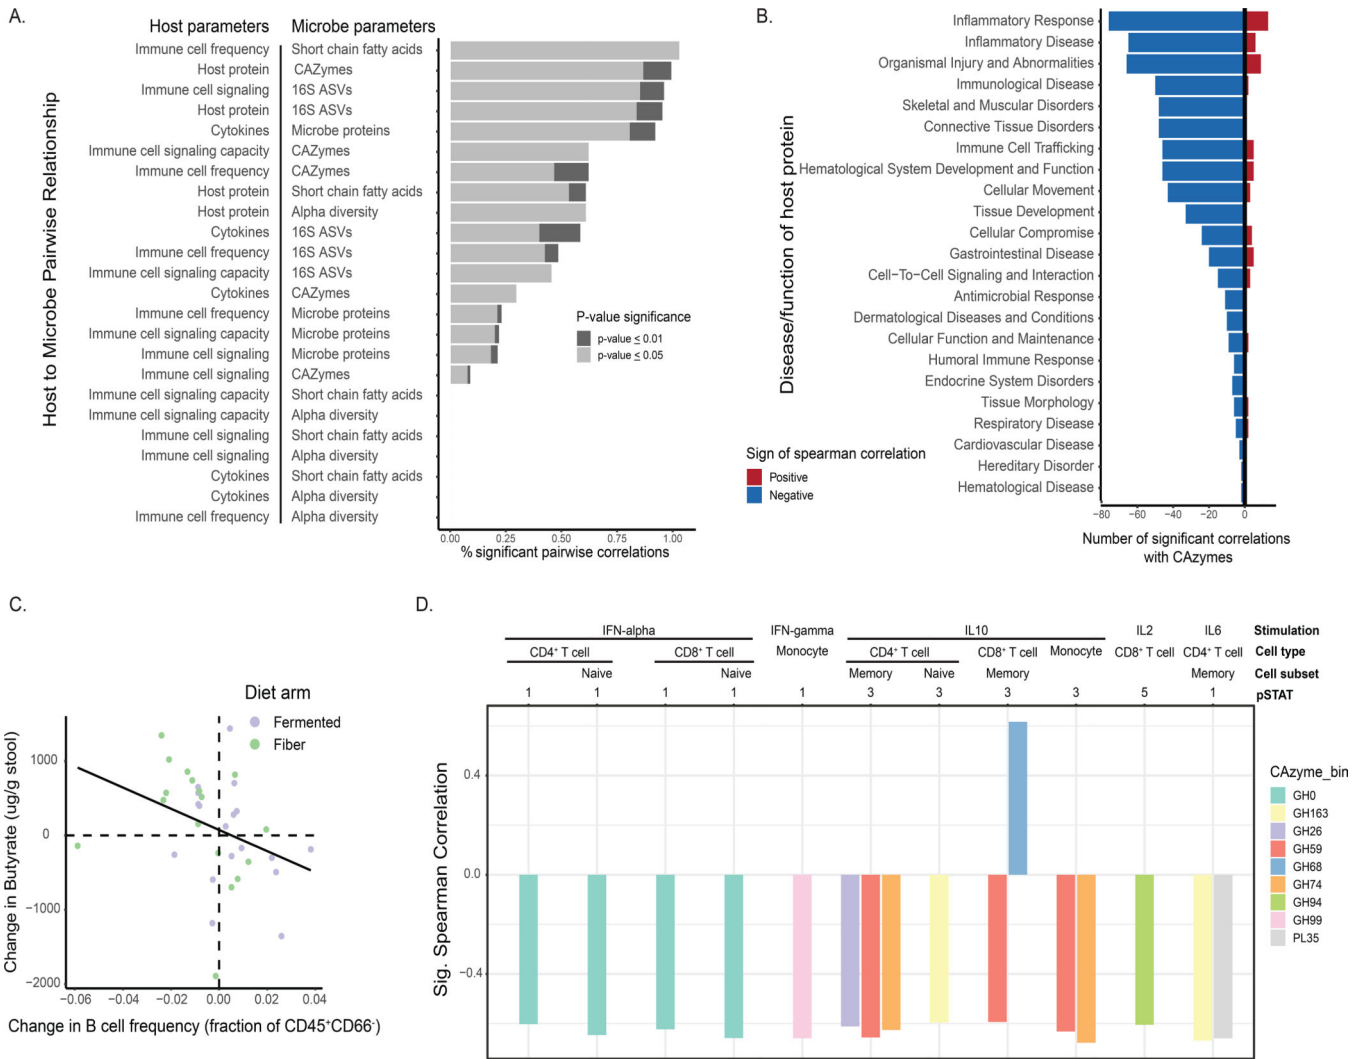 A.
Host parameters Microbe parameters
Host to Microbe Pairwise Relationship
Immune cell frequency Short chain fatty acids
Host protein CAZymes
Immune cell signaling 16S ASVs
Host protein 16S ASVs
Cytokines Microbe proteins
Immune cell signaling capacity CAZymes
Immune cell frequency CAZymes
Host protein Short chain fatty acids
Host protein Alpha diversity
Cytokines 16S ASVs
Immune cell frequency 16S ASVs
Immune cell signaling capacity 16S ASVs
Cytokines CAZymes
Immune cell frequency Microbe proteins
Immune cell signaling capacity Microbe proteins
Immune cell signaling Microbe proteins
Immune cell signaling CAZymes
Immune cell signaling capacity Short chain fatty acids
Immune cell signaling capacity Alpha diversity
Immune cell signaling Short chain fatty acids
Immune cell signaling Alpha diversity
Cytokines Short chain fatty acids
Cytokines Alpha diversity
Immune cell frequency Alpha diversity
P-value significance
p-value ≤ 0.01
p-value ≤ 0.05
0.00 0.25 0.50 0.75 1.00
% significant pairwise correlations
B.
Disease/function of host protein
Inflammatory Response
Inflammatory Disease
Organismal Injury and Abnormalities
Immunological Disease
Skeletal and Muscular Disorders
Connective Tissue Disorders
Immune Cell Trafficking
Hematological System Development and Function
Cellular Movement
Tissue Development
Cellular Compromise
Gastrointestinal Disease
Cell−To−Cell Signaling and Interaction
Antimicrobial Response
Dermatological Diseases and Conditions
Cellular Function and Maintenance
Humoral Immune Response
Endocrine System Disorders
Tissue Morphology
Respiratory Disease
Cardiovascular Disease
Hereditary Disorder
Hematological Disease
Sign of spearman correlation
Positive
Negative
−80 −60 −40 −20 0
Number of significant correlations
with CAzymes
C.
Diet arm
Fermented
Fiber
Change in Butyrate (ug/g stool)
1000
0
−1000
−2000
−0.06 −0.04 −0.02 0.00 0.02 0.04
Change in B cell frequency (fraction of CD45⁺CD66⁻)
D.
IFN-alpha IFN-gamma IL10 IL2 IL6 Stimulation
CD4⁺ T cell CD8⁺ T cell Monocyte CD4⁺ T cell CD8⁺ T cell Monocyte CD8⁺ T cell CD4⁺ T cell Cell type
Naive Naive Memory Naive Memory Memory Cell subset
1 1 1 1 1 3 3 3 3 5 1 pSTAT
Sig. Spearman Correlation
0.4
0.0
−0.4
CAzyme_bin
GH0
GH163
GH26
GH59
GH68
GH74
GH94
GH99
PL35